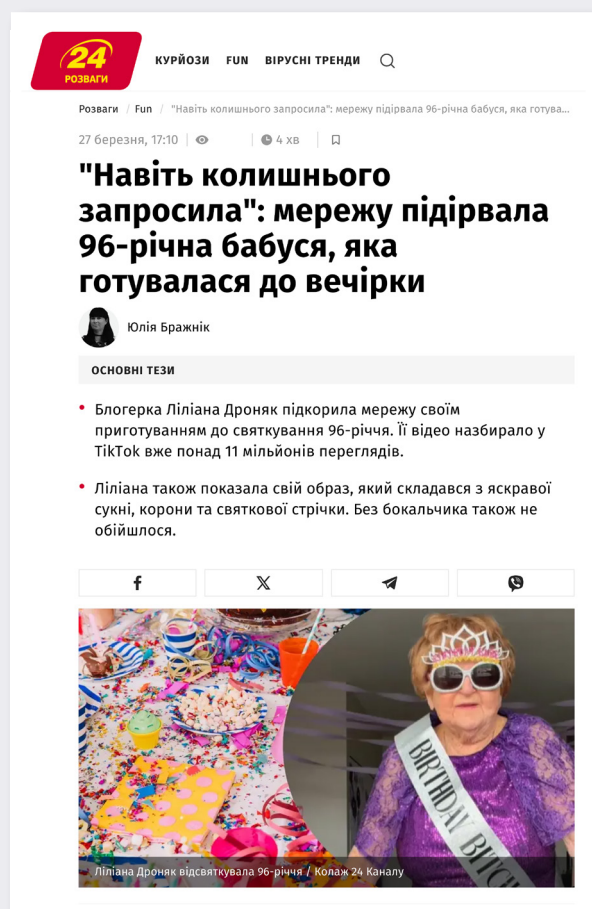 24
РОЗВАГИ
КУРЙОЗИ FUN ВІРУСНІ ТРЕНДИ
Розваги / Fun / "Навіть колишнього запросила": мережу підірвала 96-річна бабуся, яка готува...
27 березня, 17:10 | | 4 хв |
"Навіть колишнього
запросила": мережу підірвала
96-річна бабуся, яка
готувалася до вечірки
Юлія Бражнік
ОСНОВНІ ТЕЗИ
• Блогерка Ліліана Дроняк підкорила мережу своїм
приготуванням до святкування 96-річчя. Її відео назбирало у
TikTok вже понад 11 мільйонів переглядів.
• Ліліана також показала свій образ, який складався з яскравої
сукні, корони та святкової стрічки. Без бокальчика також не
обійшлося.
BIRTHDAY BITCH
Ліліана Дроняк відсвяткувала 96-річчя / Колаж 24 Каналу